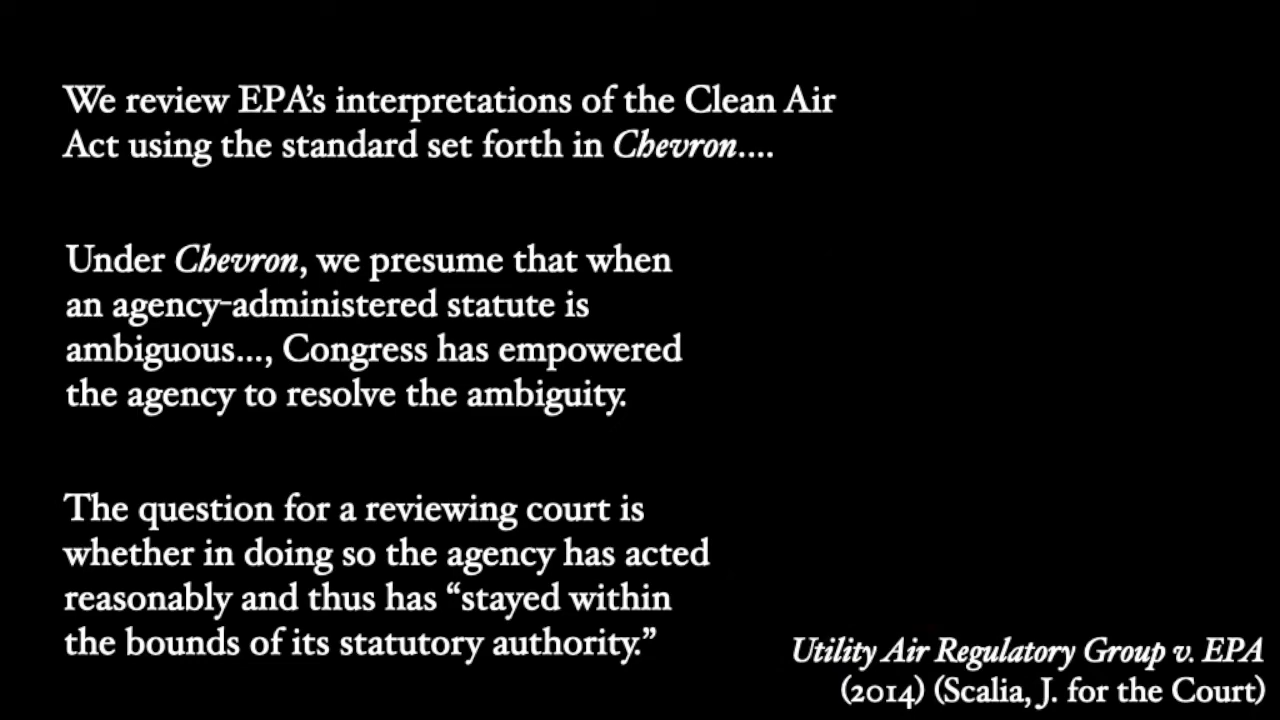 We review EPA’s interpretations of the Clean Air
Act using the standard set forth in Chevron....
Under Chevron, we presume that when
an agency-administered statute is
ambiguous..., Congress has empowered
the agency to resolve the ambiguity.
The question for a reviewing court is
whether in doing so the agency has acted
reasonably and thus has “stayed within
the bounds of its statutory authority.”
Utility Air Regulatory Group v. EPA
(2014) (Scalia, J. for the Court)